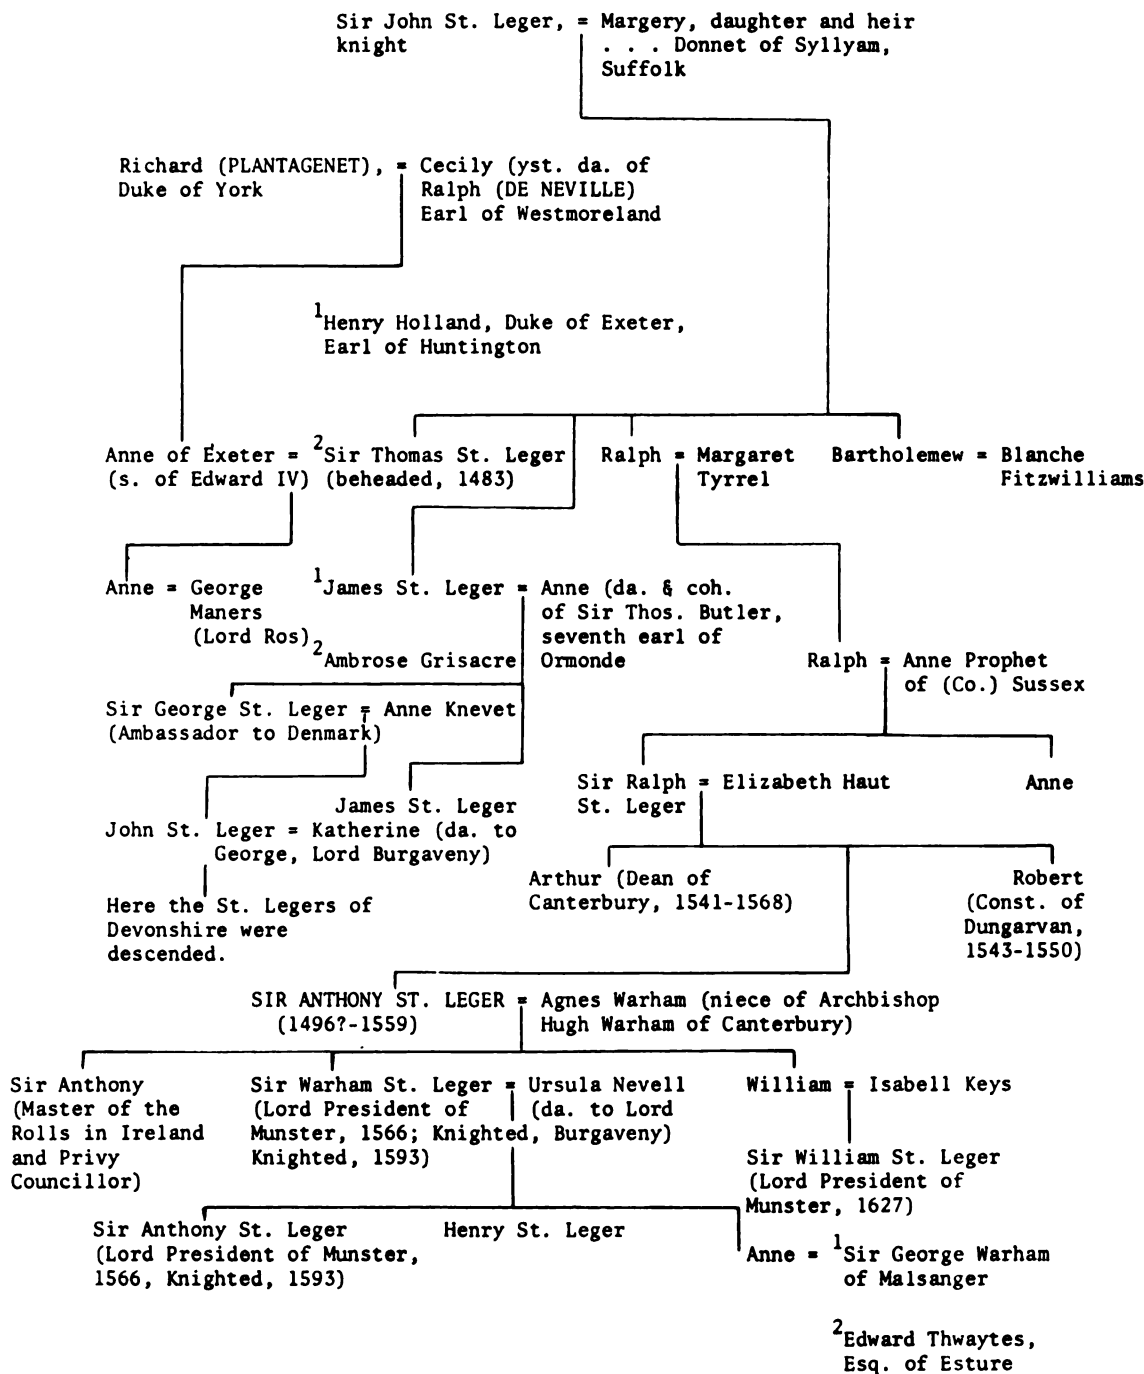 Sir John St. Leger, = Margery, daughter and heir
knight . . . Donnet of Syllyam,
Suffolk
Richard (PLANTAGENET), = Cecily (yst. da. of
Duke of York Ralph (DE NEVILLE)
Earl of Westmoreland
1Henry Holland, Duke of Exeter,
Earl of Huntington
Anne of Exeter = 2Sir Thomas St. Leger Ralph = Margaret Bartholemew = Blanche
(s. of Edward IV) (beheaded, 1483) Tyrrel Fitzwilliams
Anne = George 1James St. Leger = Anne (da. & coh.
Maners of Sir Thos. Butler,
(Lord Ros) seventh earl of
2Ambrose Grisacre Ormonde Ralph = Anne Prophet
of (Co.) Sussex
Sir George St. Leger = Anne Knevet
(Ambassador to Denmark)
Sir Ralph = Elizabeth Haut Anne
James St. Leger St. Leger
John St. Leger = Katherine (da. to
George, Lord Burgaveny)
Arthur (Dean of Robert
Here the St. Legers of Canterbury, 1541-1568) (Const. of
Devonshire were Dungarvan,
descended. 1543-1550)
SIR ANTHONY ST. LEGER = Agnes Warham (niece of Archbishop
(1496?-1559) Hugh Warham of Canterbury)
Sir Anthony Sir Warham St. Leger = Ursula Nevell William = Isabell Keys
(Master of the (Lord President of (da. to Lord
Rolls in Ireland Munster, 1566; Knighted, Burgaveny)
and Privy Knighted, 1593) Sir William St. Leger
Councillor) (Lord President of
Munster, 1627)
Sir Anthony St. Leger Henry St. Leger
(Lord President of Munster, Anne = 1Sir George Warham
1566, Knighted, 1593) of Malsanger
2Edward Thwaytes,
Esq. of Esture